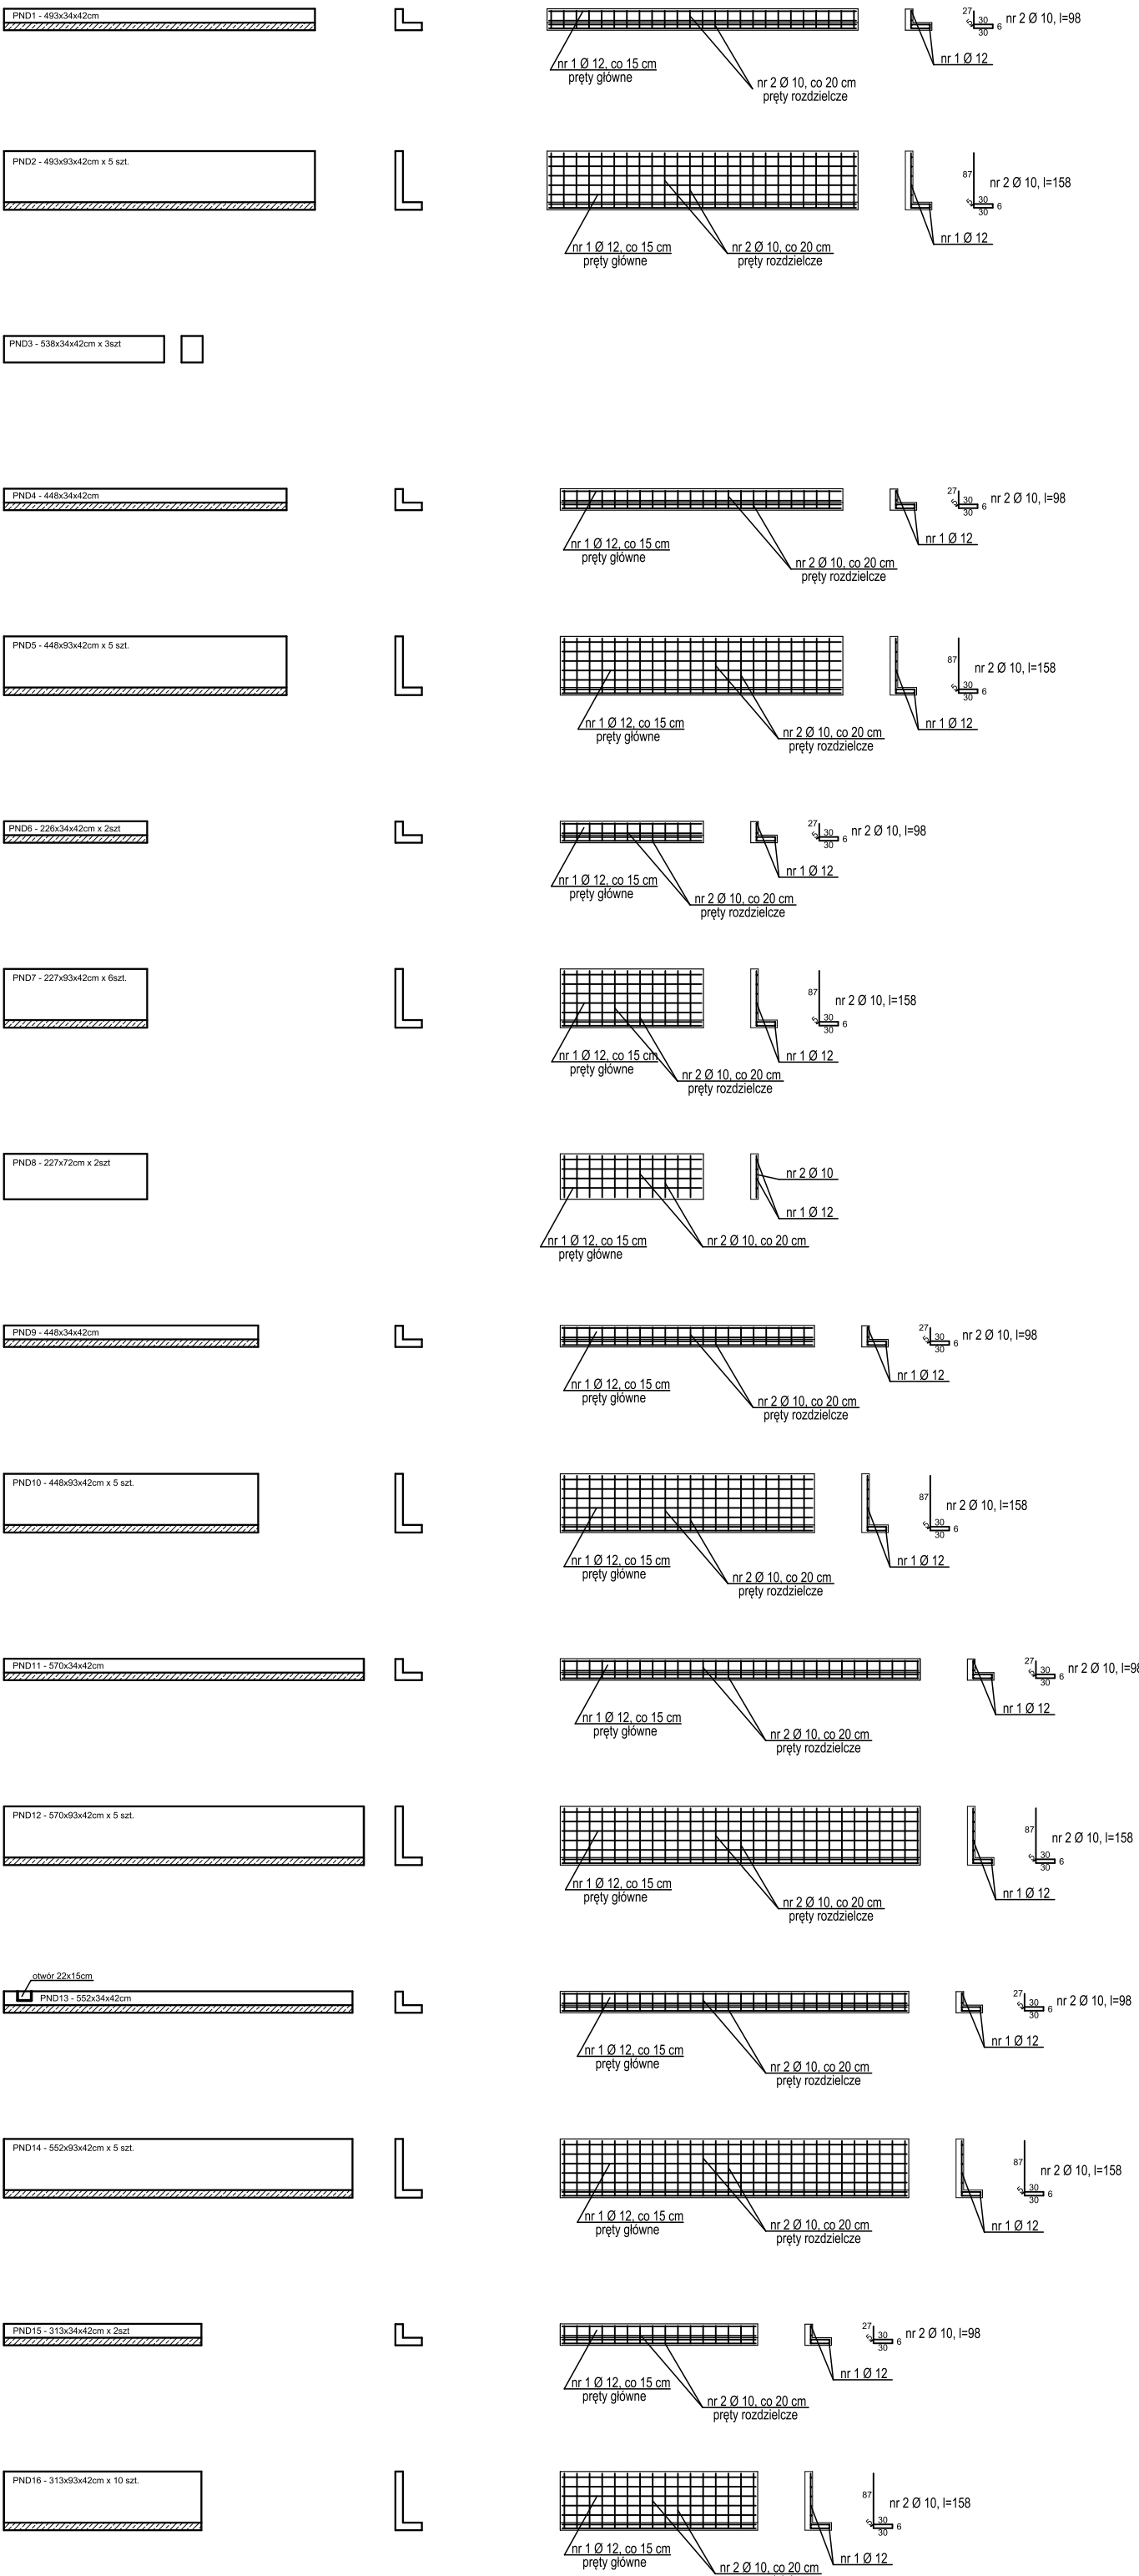 PND1 - 493x34x42cm
27
30
5
6
30
nr 2 Ø 10, l=98
nr 1 Ø 12, co 15 cm
pręty główne
nr 2 Ø 10, co 20 cm
pręty rozdzielcze
nr 1 Ø 12
PND2 - 493x93x42cm x 5 szt.
87
nr 2 Ø 10, l=158
30
5
6
30
nr 1 Ø 12, co 15 cm
pręty główne
nr 2 Ø 10, co 20 cm
pręty rozdzielcze
nr 1 Ø 12
PND3 - 538x34x42cm x 3szt
PND4 - 448x34x42cm
27
30
5
6
30
nr 2 Ø 10, l=98
nr 1 Ø 12, co 15 cm
pręty główne
nr 2 Ø 10, co 20 cm
pręty rozdzielcze
nr 1 Ø 12
PND5 - 448x93x42cm x 5 szt.
87
nr 2 Ø 10, l=158
30
5
6
30
nr 1 Ø 12, co 15 cm
pręty główne
nr 2 Ø 10, co 20 cm
pręty rozdzielcze
nr 1 Ø 12
PND6 - 226x34x42cm x 2szt
27
30
5
6
30
nr 2 Ø 10, l=98
nr 1 Ø 12, co 15 cm
pręty główne
nr 2 Ø 10, co 20 cm
pręty rozdzielcze
nr 1 Ø 12
PND7 - 227x93x42cm x 6szt.
87
nr 2 Ø 10, l=158
30
5
6
30
nr 1 Ø 12, co 15 cm
pręty główne
nr 2 Ø 10, co 20 cm
pręty rozdzielcze
nr 1 Ø 12
PND8 - 227x72cm x 2szt
nr 2 Ø 10
nr 1 Ø 12
nr 1 Ø 12, co 15 cm
pręty główne
nr 2 Ø 10, co 20 cm
PND9 - 448x34x42cm
27
30
5
6
30
nr 2 Ø 10, l=98
nr 1 Ø 12, co 15 cm
pręty główne
nr 2 Ø 10, co 20 cm
pręty rozdzielcze
nr 1 Ø 12
PND10 - 448x93x42cm x 5 szt.
87
nr 2 Ø 10, l=158
30
5
6
30
nr 1 Ø 12, co 15 cm
pręty główne
nr 2 Ø 10, co 20 cm
pręty rozdzielcze
nr 1 Ø 12
PND11 - 570x34x42cm
27
30
5
6
30
nr 2 Ø 10, l=98
nr 1 Ø 12, co 15 cm
pręty główne
nr 2 Ø 10, co 20 cm
pręty rozdzielcze
nr 1 Ø 12
PND12 - 570x93x42cm x 5 szt.
87
nr 2 Ø 10, l=158
30
5
6
30
nr 1 Ø 12, co 15 cm
pręty główne
nr 2 Ø 10, co 20 cm
pręty rozdzielcze
nr 1 Ø 12
otwór 22x15cm
PND13 - 552x34x42cm
27
30
5
6
30
nr 2 Ø 10, l=98
nr 1 Ø 12, co 15 cm
pręty główne
nr 2 Ø 10, co 20 cm
pręty rozdzielcze
nr 1 Ø 12
PND14 - 552x93x42cm x 5 szt.
87
nr 2 Ø 10, l=158
30
5
6
30
nr 1 Ø 12, co 15 cm
pręty główne
nr 2 Ø 10, co 20 cm
pręty rozdzielcze
nr 1 Ø 12
PND15 - 313x34x42cm x 2szt
27
30
5
6
30
nr 2 Ø 10, l=98
nr 1 Ø 12, co 15 cm
pręty główne
nr 2 Ø 10, co 20 cm
pręty rozdzielcze
nr 1 Ø 12
PND16 - 313x93x42cm x 10 szt.
87
nr 2 Ø 10, l=158
30
5
6
30
nr 1 Ø 12, co 15 cm
pręty główne
nr 2 Ø 10, co 20 cm
nr 1 Ø 12